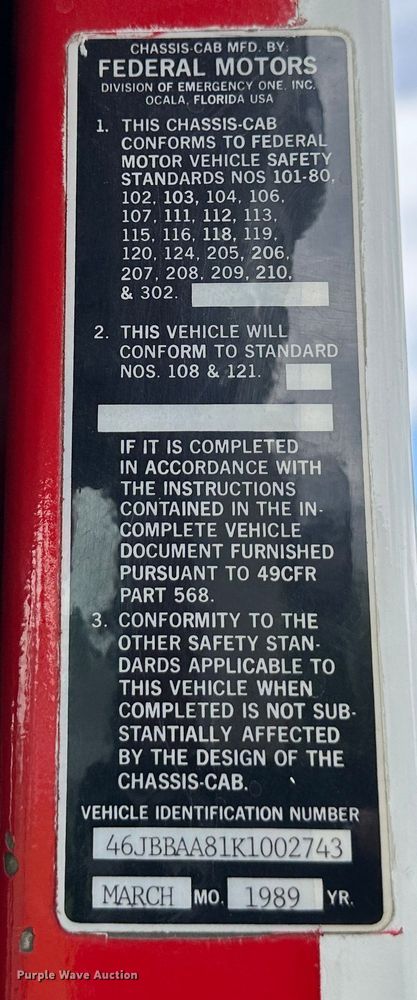 CHASSIS-CAB MFD. BY:
FEDERAL MOTORS
DIVISION OF EMERGENCY ONE, INC.
OCALA, FLORIDA USA
1. THIS CHASSIS-CAB
CONFORMS TO FEDERAL
MOTOR VEHICLE SAFETY
STANDARDS NOS 101-80,
102, 103, 104, 106,
107, 111, 112, 113,
115, 116, 118, 119,
120, 124, 205, 206,
207, 208, 209, 210,
& 302.
2. THIS VEHICLE WILL
CONFORM TO STANDARD
NOS. 108 & 121.
IF IT IS COMPLETED
IN ACCORDANCE WITH
THE INSTRUCTIONS
CONTAINED IN THE IN-
COMPLETE VEHICLE
DOCUMENT FURNISHED
PURSUANT TO 49CFR
PART 568.
3. CONFORMITY TO THE
OTHER SAFETY STAN-
DARDS APPLICABLE TO
THIS VEHICLE WHEN
COMPLETED IS NOT SUB-
STANTIALLY AFFECTED
BY THE DESIGN OF THE
CHASSIS-CAB.
VEHICLE IDENTIFICATION NUMBER
46JBBAA81K1002743
MARCH MO. 1989 YR.
Purple Wave Auction